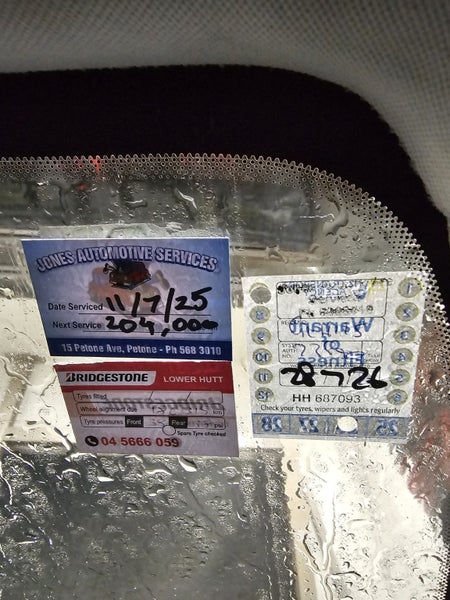 JONES AUTOMOTIVE SERVICES
Date Serviced 11/7/25
Next Service 204,000
15 Petone Ave, Petone - Ph 568 3010
BRIDGESTONE LOWER HUTT
Tyres fitted
Wheel alignment due km
Tyre pressures Front Rear psi
Spare Tyre checked
04 5666 059
Warrant
of
Fitness
28 7 26
HH 687093
Check your tyres, wipers and lights regularly
28 27 25